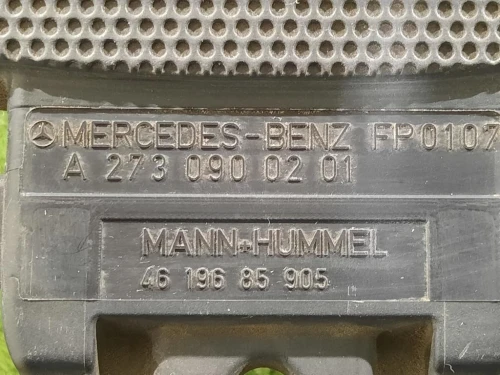 MERCEDES-BENZ FP0107
A 273 090 02 01
MANN+HUMMEL
46 196 85 905